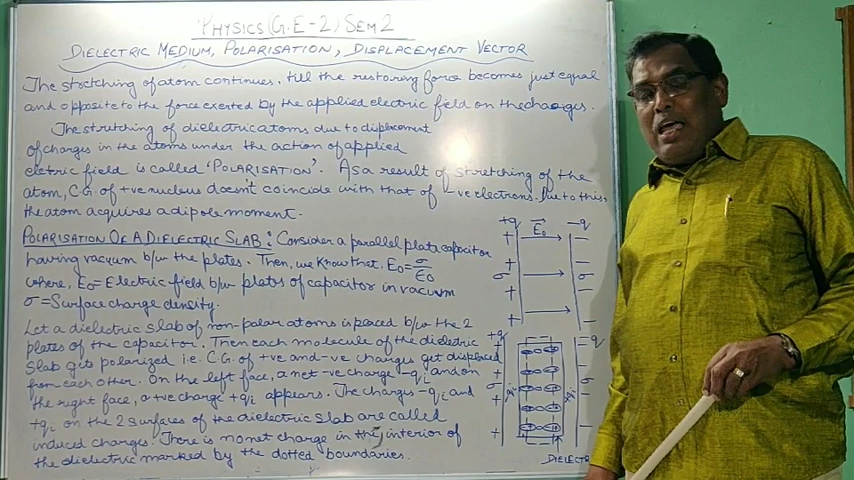 PHYSICS (G.E-2) SEM 2
DIELECTRIC MEDIUM, POLARISATION, DISPLACEMENT VECTOR
The stretching of atom continues, till the restoring force becomes just equal
and opposite to the force exerted by the applied electric field on the charges.
The stretching of dielectric atoms due to displacement
of charges in the atoms under the action of applied
electric field is called 'POLARISATION'. As a result of stretching of the
atom, C.G. of +ve nucleus doesn't coincide with that of -ve electrons. Due to this,
the atom acquires a dipole moment.
POLARISATION OF A DIELECTRIC SLAB: Consider a parallel plate capacitor
having vacuum b/w the plates. Then, we know that, E0 = σ/ε0
where, E0 = Electric field b/w plates of capacitor in vacuum
σ = Surface charge density.
Let a dielectric slab of non-polar atoms is placed b/w the 2
plates of the capacitor. Then each molecule of the dielectric
slab gets polarized i.e. C.G. of +ve and -ve charges get displaced
from each other. On the left face, a net -ve charge -qi and on
the right face, a +ve charge +qi appears. The charges -qi and
+qi on the 2 surfaces of the dielectric slab are called
induced charges. There is no net charge in the interior of
the dielectric marked by the dotted boundaries.
+q E0 -q
+ -
+ -
σ σ
+ -
+ -
+q -q
+ -
σ σ
+ -
+ -
DIELECTR